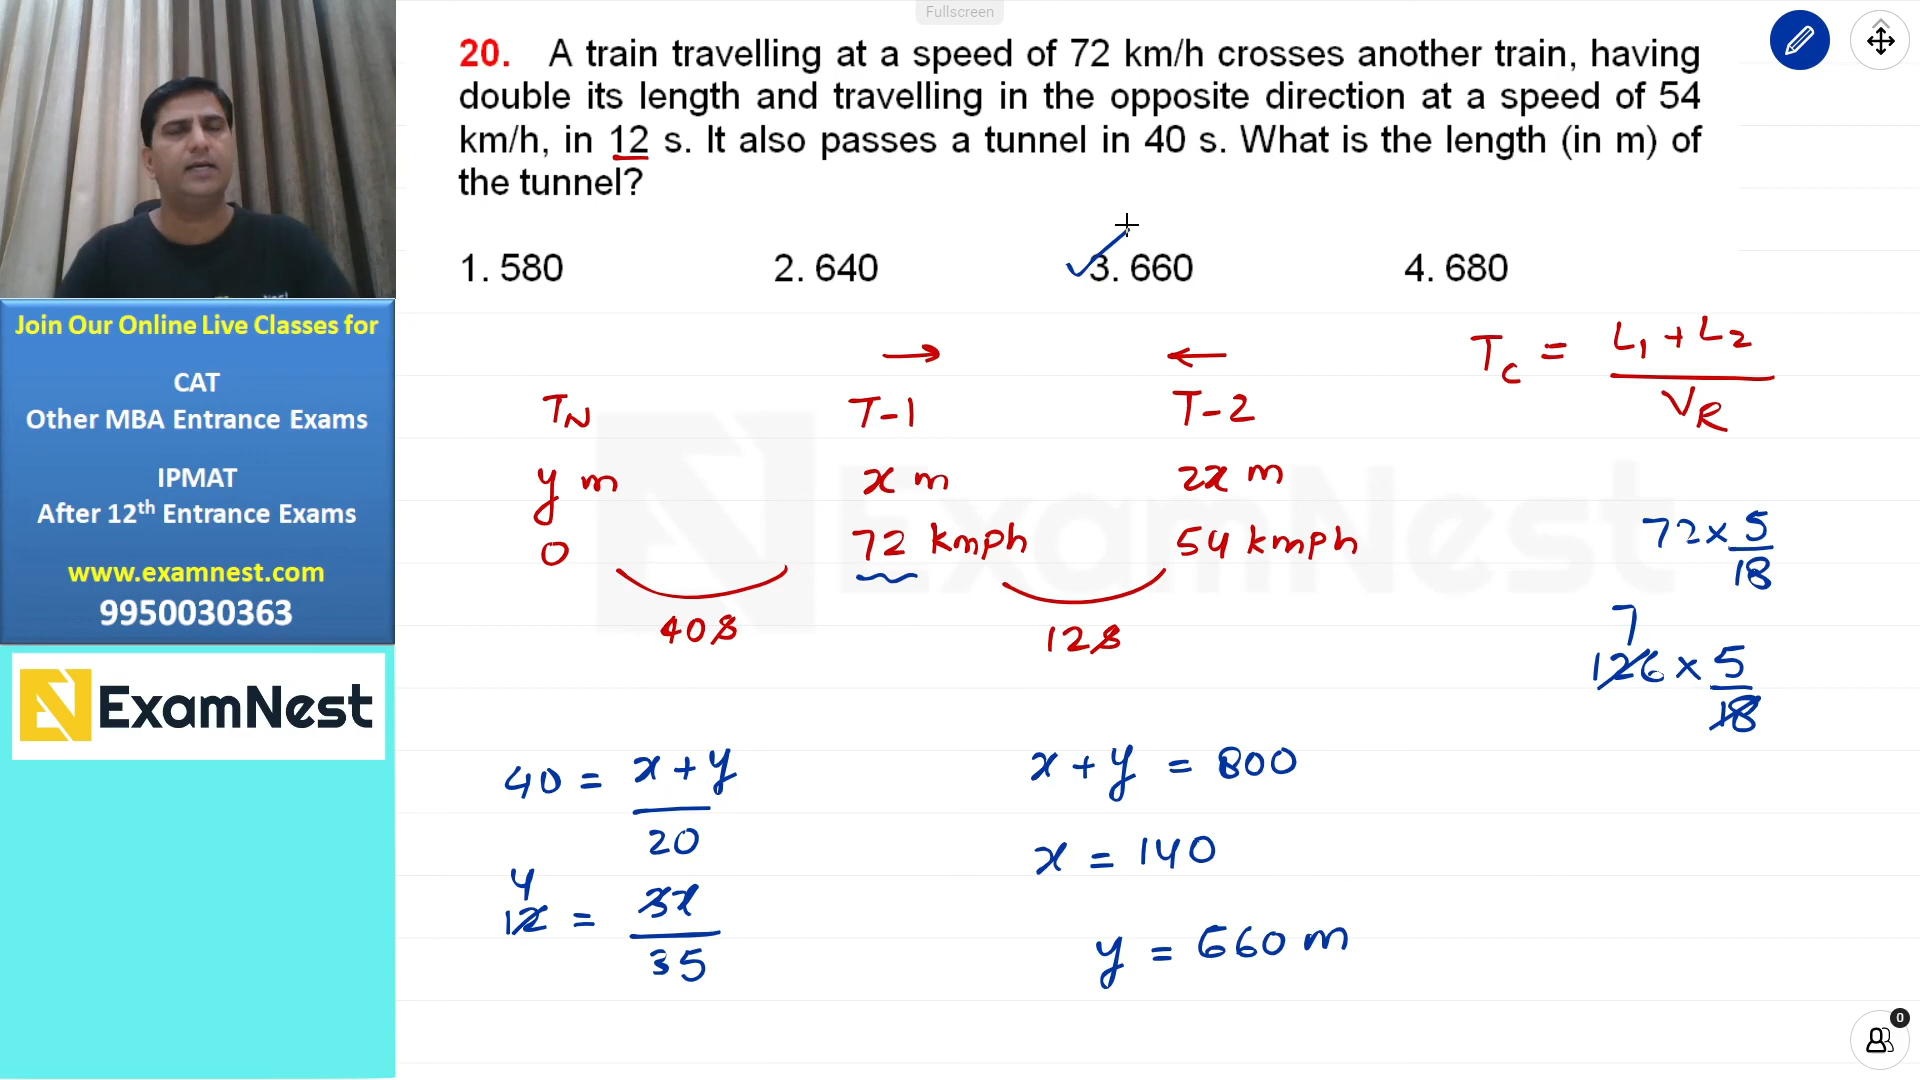 Fullscreen
20. A train travelling at a speed of 72 km/h crosses another train, having
double its length and travelling in the opposite direction at a speed of 54
km/h, in 12 s. It also passes a tunnel in 40 s. What is the length (in m) of
the tunnel?
1. 580 2. 640 3. 660 4. 680
Join Our Online Live Classes for
CAT
Other MBA Entrance Exams
IPMAT
After 12th Entrance Exams
www.examnest.com
9950030363
ExamNest
Tc = L1 + L2 / VR
TN T-1 T-2
y m x m 2x m
0 72 kmph 54 kmph
40s 12s
72 x 5/18
7
126 x 5/18
40 = x + y / 20
4
12 = 3x / 35
x + y = 800
x = 140
y = 660 m
ExamNest
0